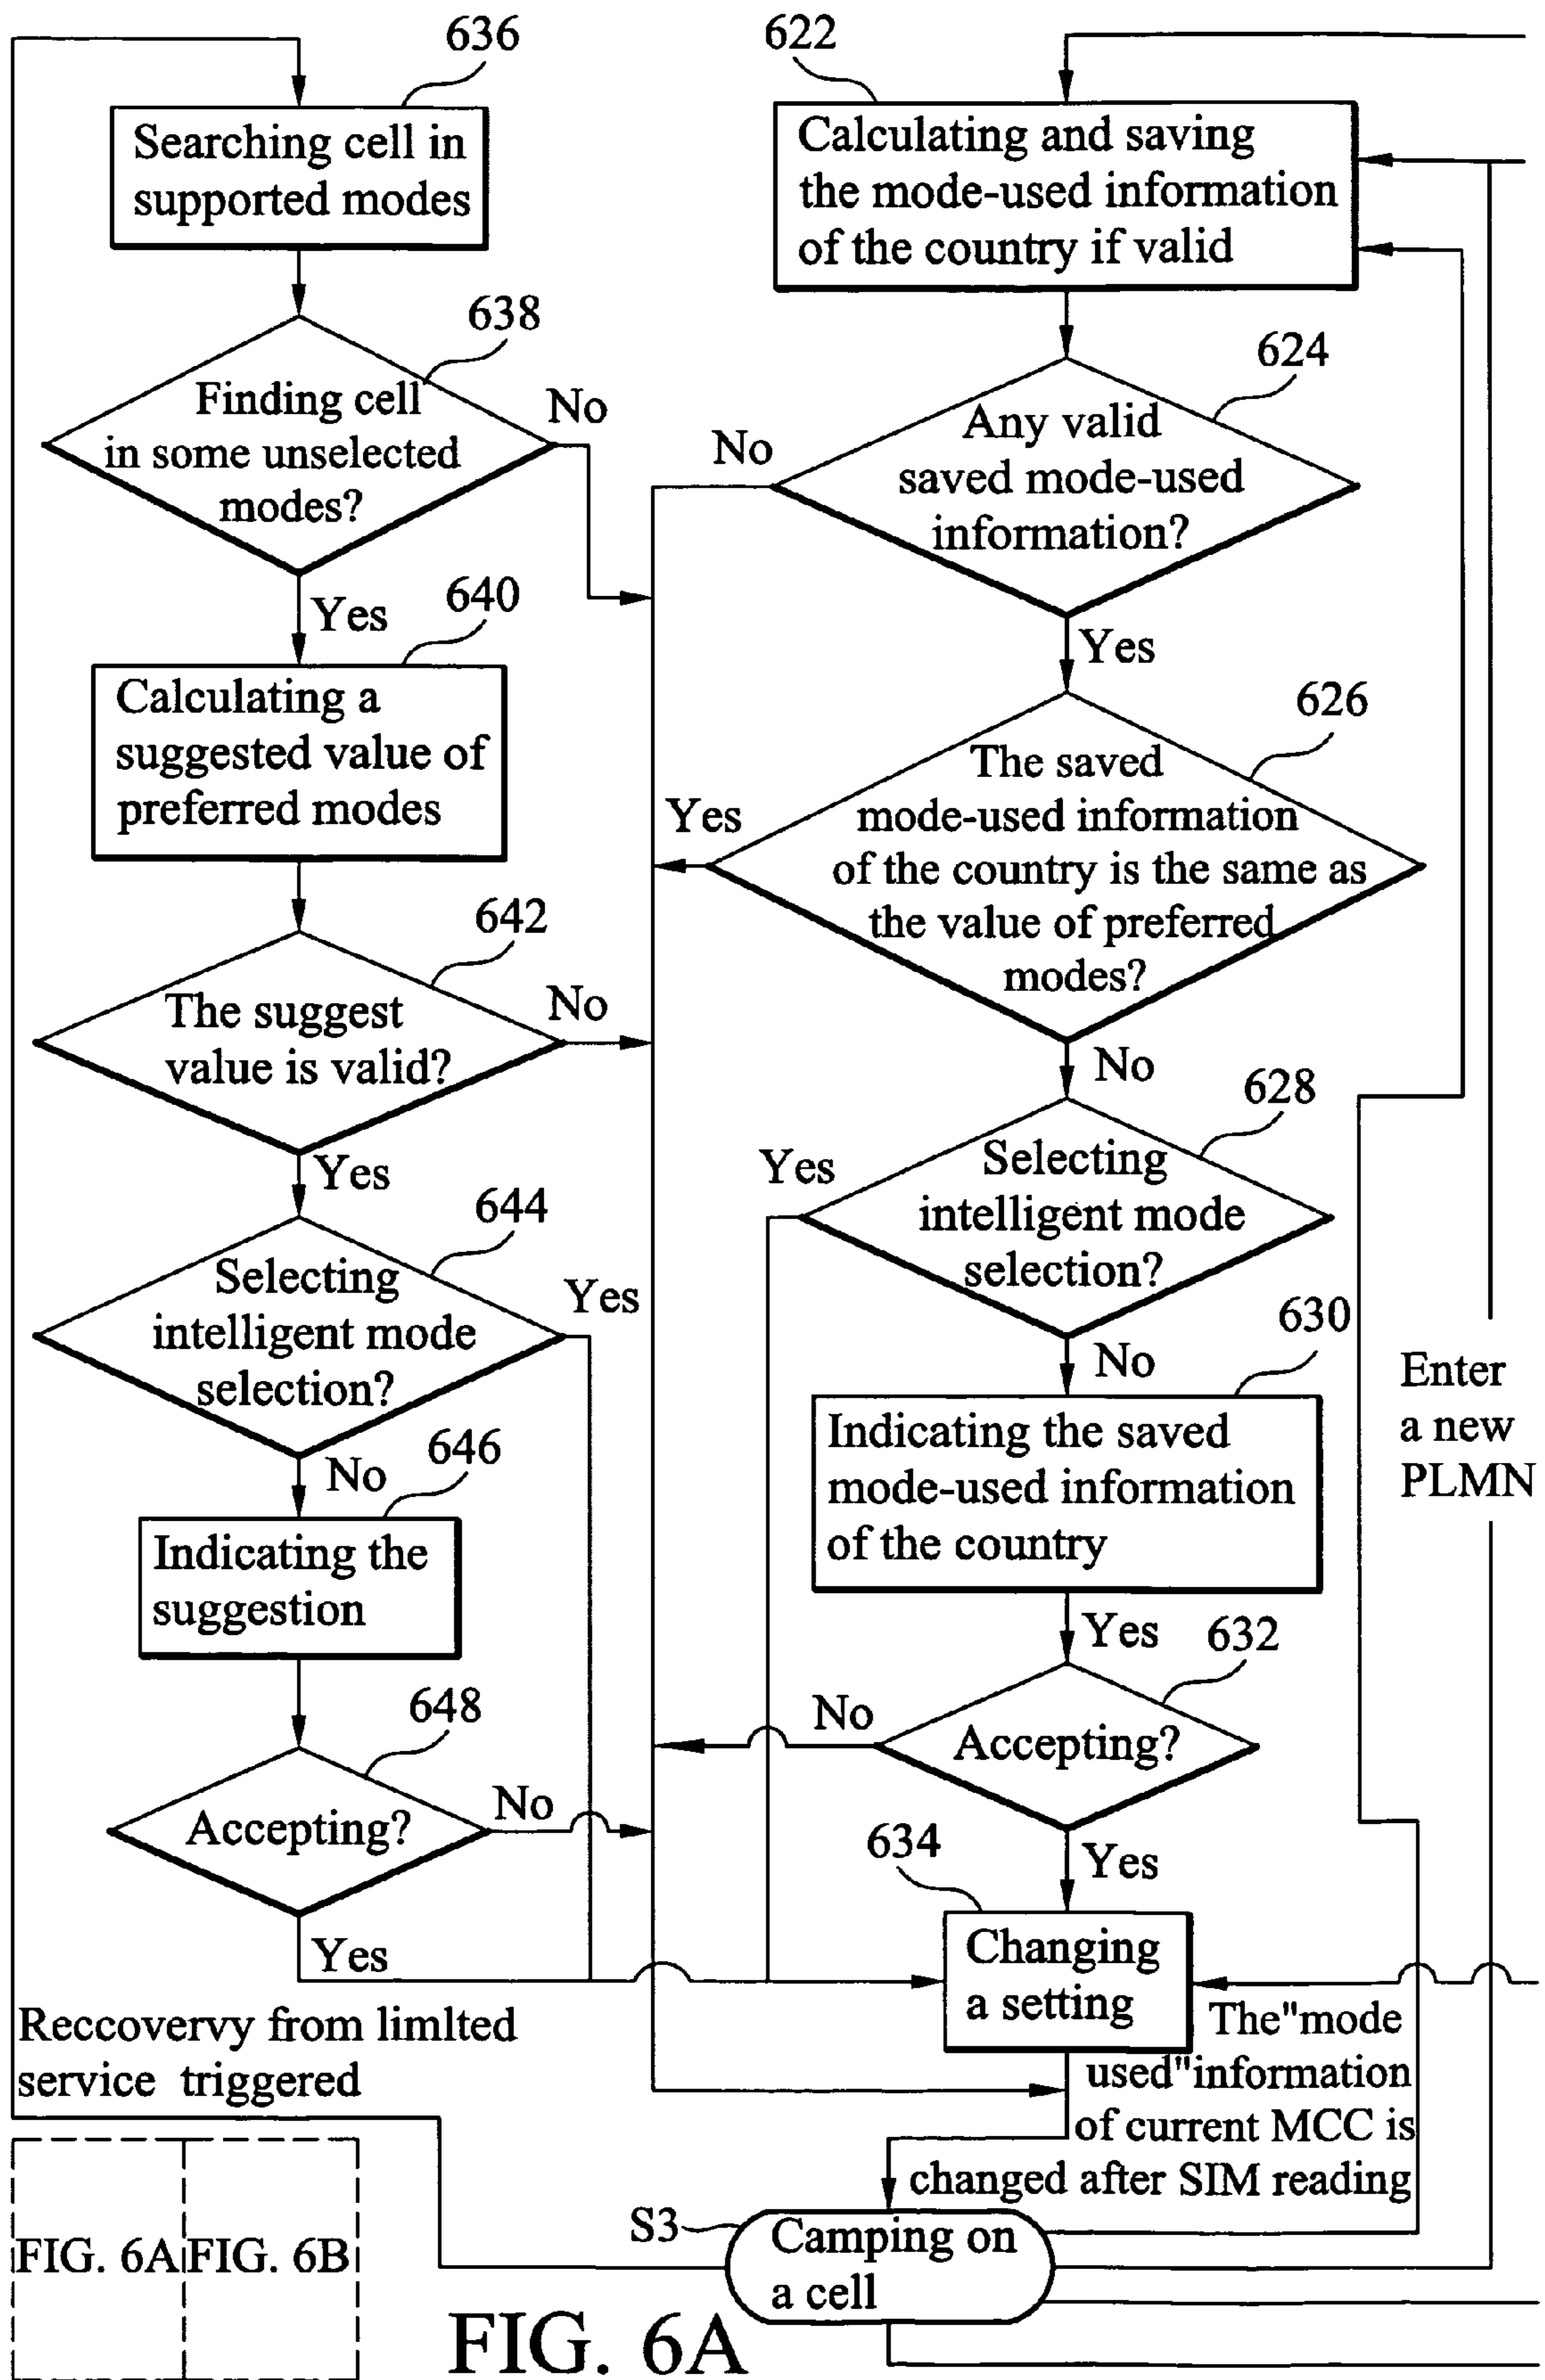 636
Searching cell in
supported modes
638
Finding cell
in some unselected
modes?
No
Yes
640
Calculating a
suggested value of
preferred modes
642
The suggest
value is valid?
No
Yes
644
Selecting
intelligent mode
selection?
Yes
No
646
Indicating the
suggestion
648
Accepting?
No
Yes
Reccovervy from limlted
service triggered
622
Calculating and saving
the mode-used information
of the country if valid
624
Any valid
saved mode-used
information?
No
Yes
626
The saved
mode-used information
of the country is the same as
the value of preferred
modes?
Yes
No
628
Selecting
intelligent mode
selection?
Yes
No
630
Indicating the saved
mode-used information
of the country
Yes
632
Accepting?
No
Yes
634
Changing
a setting
Enter
a new
PLMN
The"mode
used"information
of current MCC is
changed after SIM reading
S3
Camping on
a cell
FIG. 6A
FIG. 6B
FIG. 6A